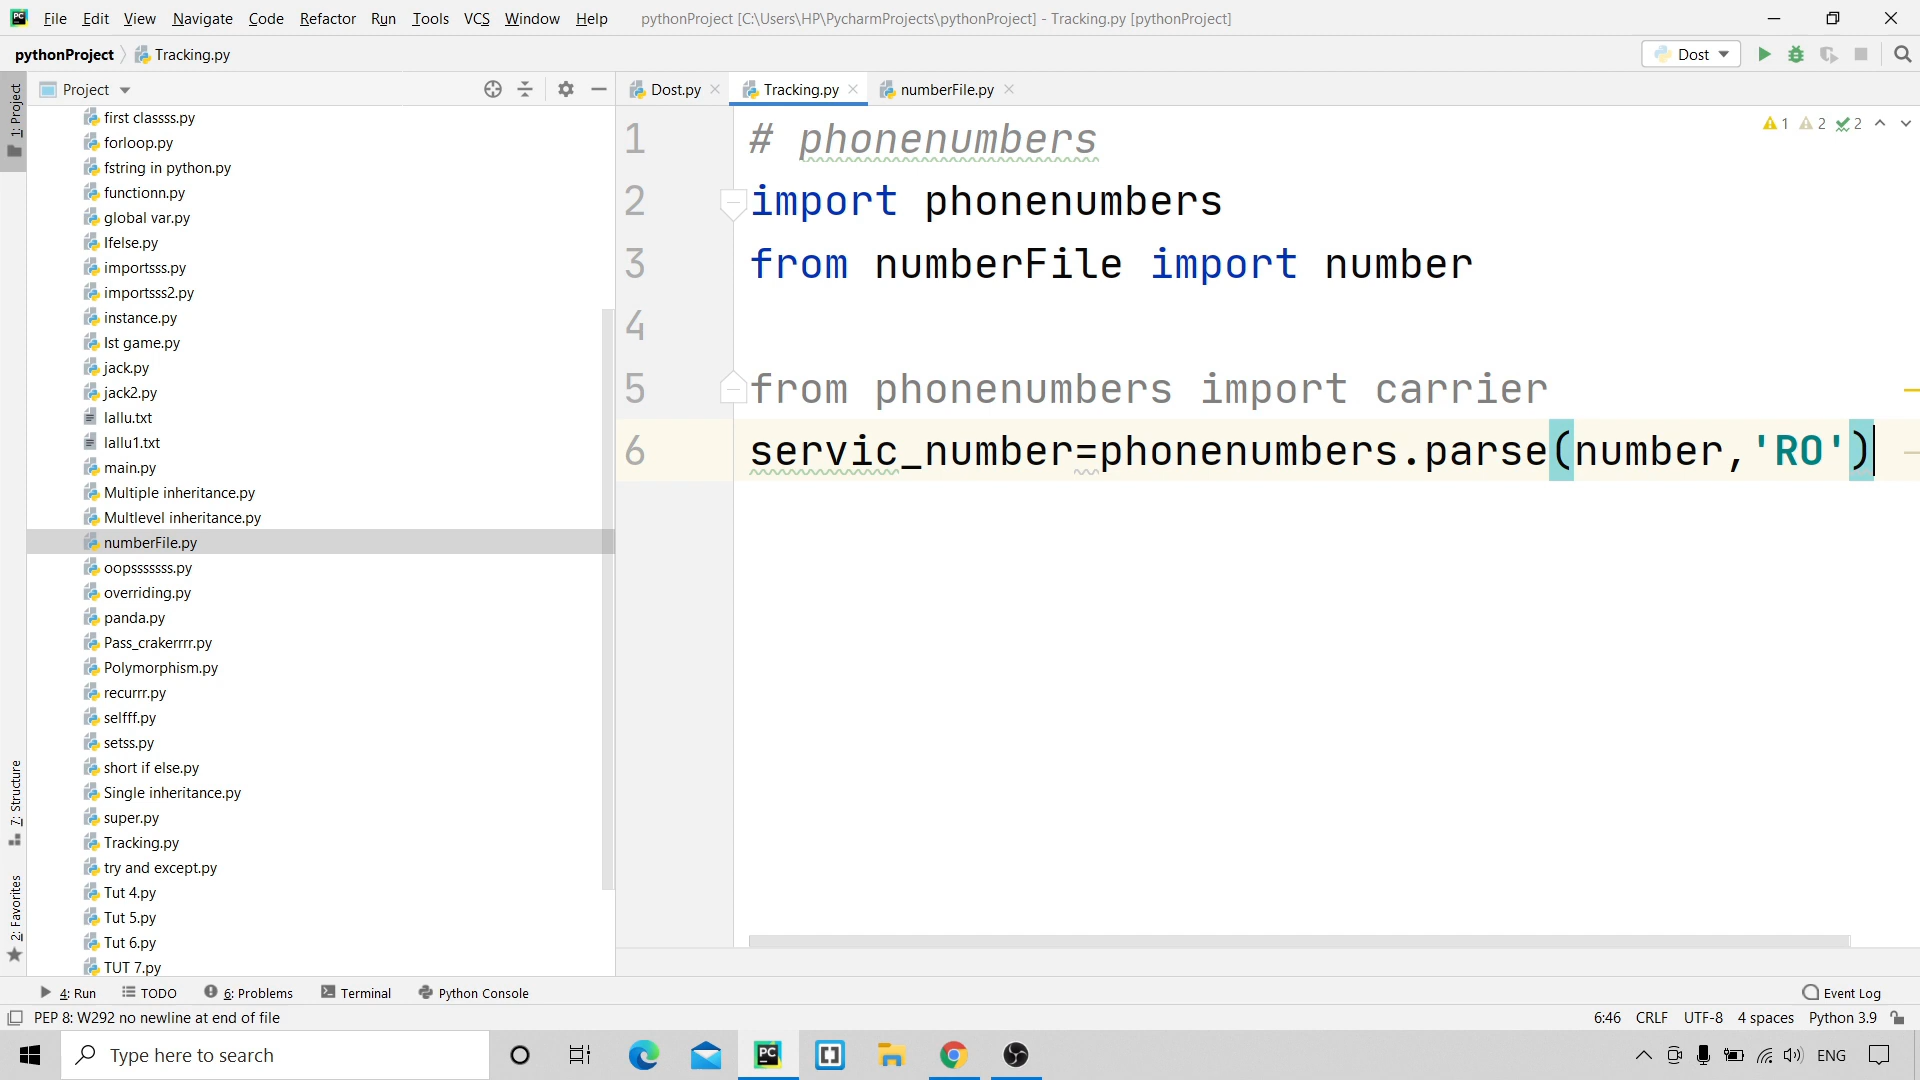 File Edit View Navigate Code Refactor Run Tools VCS Window Help pythonProject [C:\Users\HP\PycharmProjects\pythonProject] - Tracking.py [pythonProject]
pythonProject Tracking.py Dost
1: Project
Project
Dost.py Tracking.py numberFile.py
first classss.py
forloop.py
fstring in python.py
functionn.py
global var.py
Ifelse.py
importsss.py
importsss2.py
instance.py
Ist game.py
jack.py
jack2.py
lallu.txt
lallu1.txt
main.py
Multiple inheritance.py
Multlevel inheritance.py
numberFile.py
oopsssssss.py
overriding.py
panda.py
Pass_crakerrrr.py
Polymorphism.py
recurrr.py
selfff.py
setss.py
short if else.py
Single inheritance.py
super.py
Tracking.py
try and except.py
Tut 4.py
Tut 5.py
Tut 6.py
TUT 7.py
7: Structure
2: Favorites
1 # phonenumbers
2 import phonenumbers
3 from numberFile import number
4
5 from phonenumbers import carrier
6 servic_number=phonenumbers.parse(number,'RO')
1 2 2
4: Run TODO 6: Problems Terminal Python Console Event Log
PEP 8: W292 no newline at end of file 6:46 CRLF UTF-8 4 spaces Python 3.9
Type here to search PC ENG